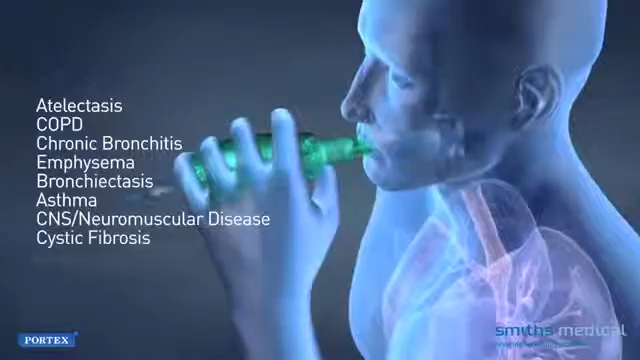 Atelectasis
COPD
Chronic Bronchitis
Emphysema
Bronchiectasis
Asthma
CNS/Neuromuscular Disease
Cystic Fibrosis
PORTEX
smiths medical